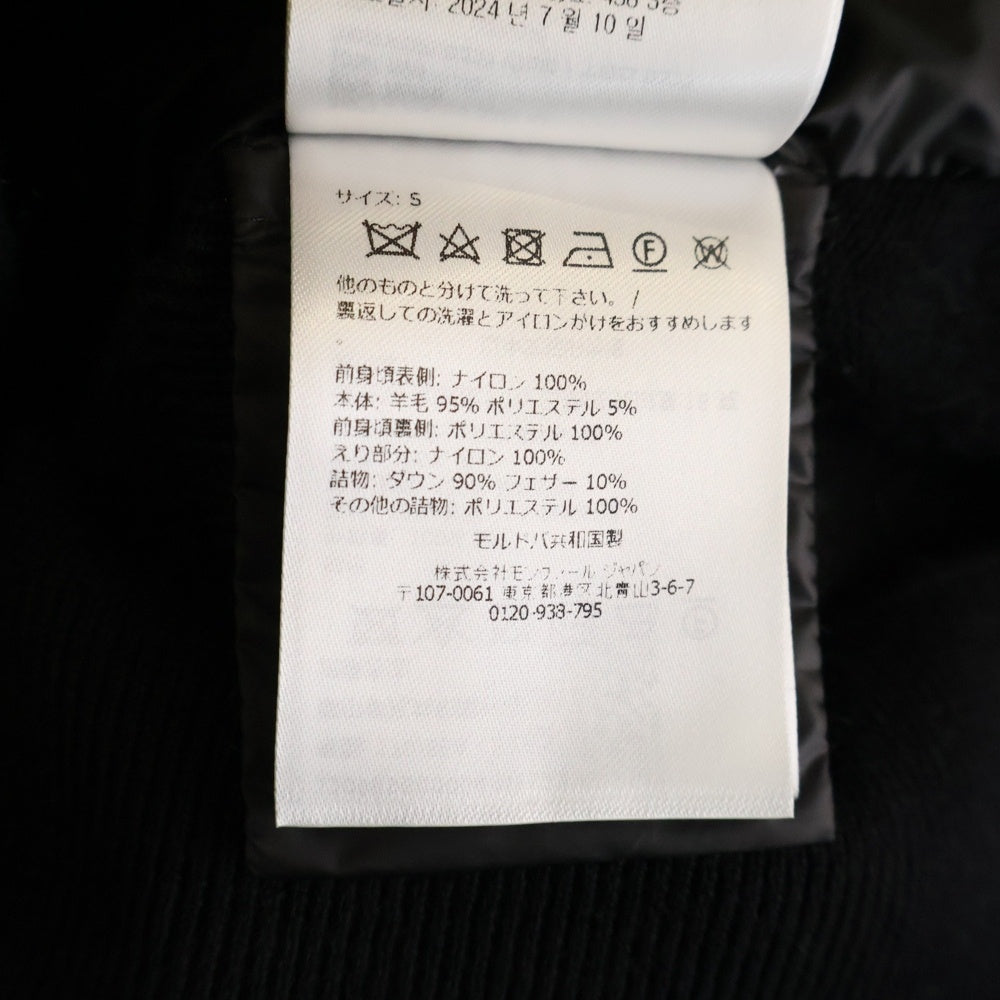 2024 년 7 월 10 일
サイズ: S
F W
他のものと分けて洗って下さい。 /
裏返しての洗濯とアイロンかけをおすすめします
。
前身頃表側: ナイロン 100%
本体: 羊毛 95% ポリエステル 5%
前身頃裏側: ポリエステル 100%
えり部分: ナイロン 100%
詰物: ダウン 90% フェザー 10%
その他の詰物: ポリエステル 100%
モルドバ共和国製
株式会社モンクレール ジャパン
〒107-0061 東京都港区北青山3-6-7
0120-938-795